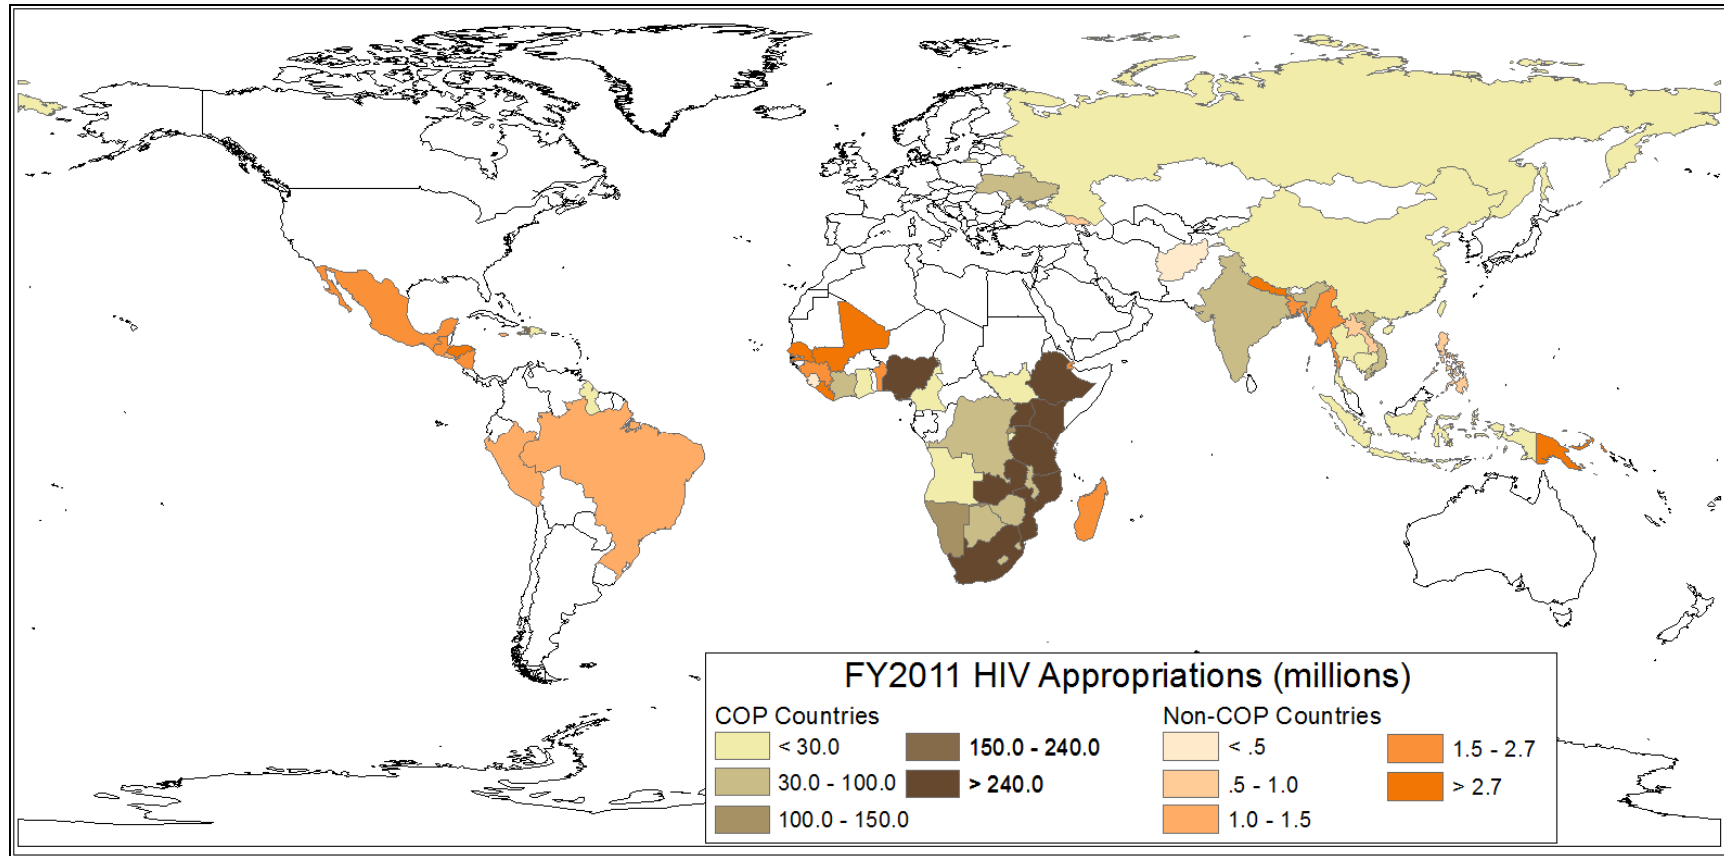 FY2011 HIV Appropriations (millions)
COP Countries
< 30.0
30.0 - 100.0
100.0 - 150.0
150.0 - 240.0
> 240.0
Non-COP Countries
< .5
.5 - 1.0
1.0 - 1.5
1.5 - 2.7
> 2.7